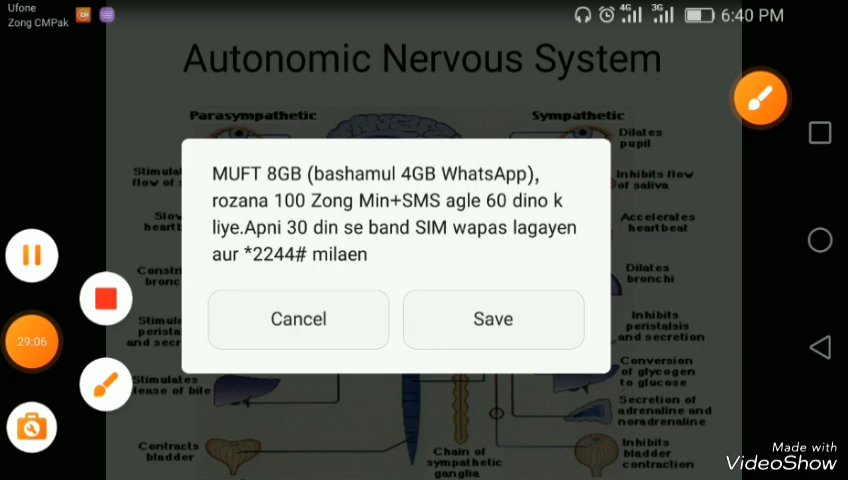 Ufone
Zong CMPak
4G
3G
6:40 PM
Autonomic Nervous System
Parasympathetic
Sympathetic
Dilates
pupil
Inhibits flow
of saliva
Accelerates
heartbeat
Dilates
bronchi
Inhibits
peristalsis
and secretion
Conversion
of glycogen
to glucose
Secretion of
adrenaline and
noradrenaline
Inhibits
bladder
contraction
flow of
Stimulates
bile
Contracts
bladder
Chain of
sympathetic
ganglia
MUFT 8GB (bashamul 4GB WhatsApp),
rozana 100 Zong Min+SMS agle 60 dino k
liye.Apni 30 din se band SIM wapas lagayen
aur *2244# milaen
Cancel
Save
29:06
Made with
VideoShow